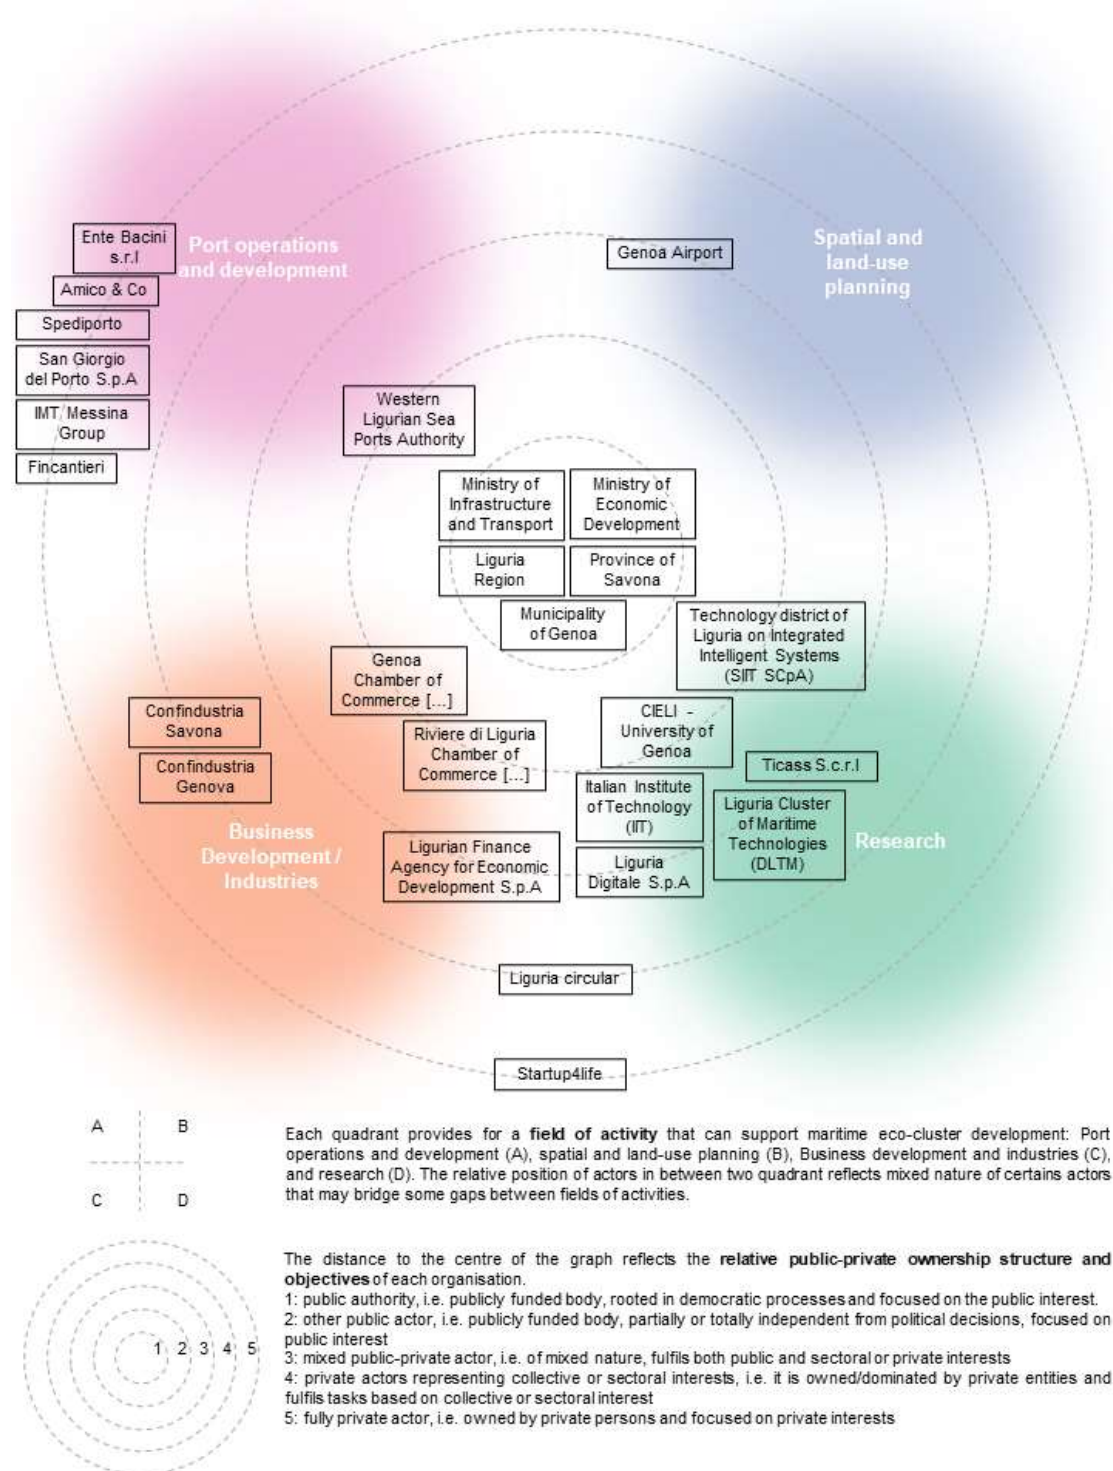 Ente Bacini
s.r.l
Port operations
and development
Amico & Co
Spediporto
San Giorgio
del Porto S.p.A
IMT Messina
Group
Fincantieri
Genoa Airport
Spatial and
land-use
planning
Western
Ligurian Sea
Ports Authority
Ministry of
Infrastructure
and Transport
Ministry of
Economic
Development
Liguria
Region
Province of
Savona
Municipality
of Genoa
Technology district of
Liguria on Integrated
Intelligent Systems
(SIIT SCpA)
Genoa
Chamber of
Commerce [...]
Confindustria
Savona
Riviere di Liguria
Chamber of
Commerce [...]
CIELI -
University of
Genoa
Confindustria
Genova
Ticass S.c.r.l
Italian Institute
of Technology
(IIT)
Liguria Cluster
of Maritime
Technologies
(DLTM)
Business
Development /
Industries
Research
Ligurian Finance
Agency for Economic
Development S.p.A
Liguria
Digitale S.p.A
Liguria circular
Startup4life
A B
C D
Each quadrant provides for a field of activity that can support maritime eco-cluster development: Port
operations and development (A), spatial and land-use planning (B), Business development and industries (C),
and research (D). The relative position of actors in between two quadrant reflects mixed nature of certains actors
that may bridge some gaps between fields of activities.
1 2 3 4 5
The distance to the centre of the graph reflects the relative public-private ownership structure and
objectives of each organisation.
1: public authority, i.e. publicly funded body, rooted in democratic processes and focused on the public interest.
2: other public actor, i.e. publicly funded body, partially or totally independent from political decisions, focused on
public interest
3: mixed public-private actor, i.e. of mixed nature, fulfils both public and sectoral or private interests
4: private actors representing collective or sectoral interests, i.e. it is owned/dominated by private entities and
fulfils tasks based on collective or sectoral interest
5: fully private actor, i.e. owned by private persons and focused on private interests